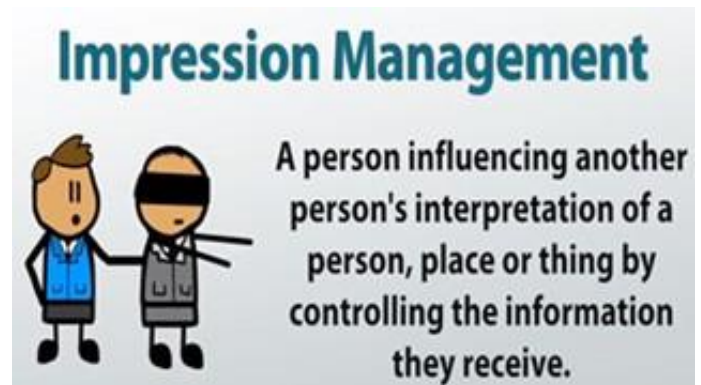 Impression Management
A person influencing another
person's interpretation of a
person, place or thing by
controlling the information
they receive.